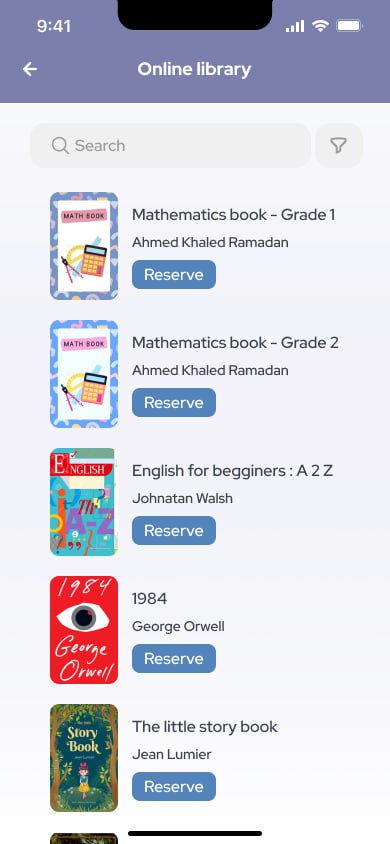 9:41
Online library
Search
MATH BOOK
Mathematics book - Grade 1
Ahmed Khaled Ramadan
Reserve
MATH BOOK
Mathematics book - Grade 2
Ahmed Khaled Ramadan
Reserve
ENGLISH
A-Z
English for begginers : A 2 Z
Johnatan Walsh
Reserve
1984
George
Orwell
1984
George Orwell
Reserve
Story
Book
The little story book
Jean Lumier
Reserve